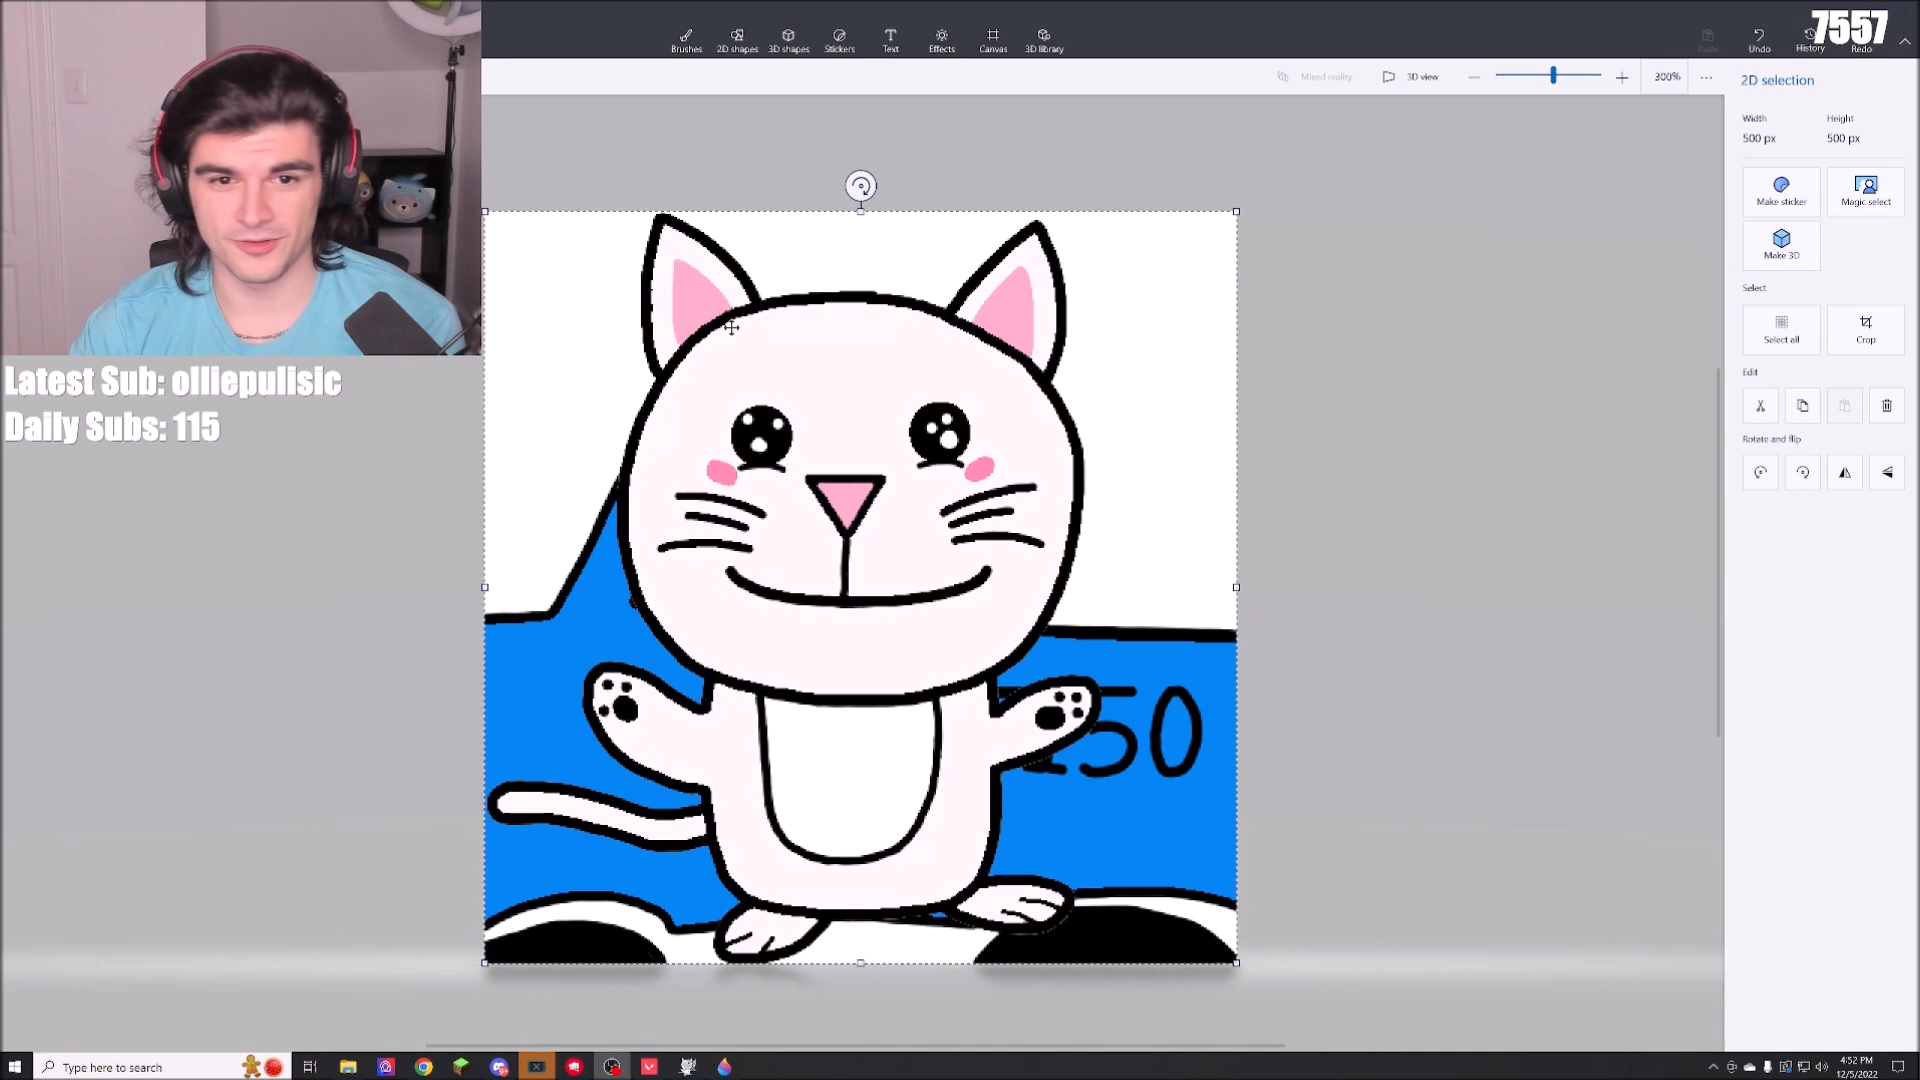 7557
Brushes 2D shapes 3D shapes Stickers Text Effects Canvas 3D library Paste Undo History Redo
Mixed reality 3D view 300%
2D selection
Width Height
500 px 500 px
Make sticker Magic select
Make 3D
Select
Select all Crop
Edit
Rotate and flip
Latest Sub: olliepulisic
Daily Subs: 115
50
Type here to search
4:52 PM
12/5/2022